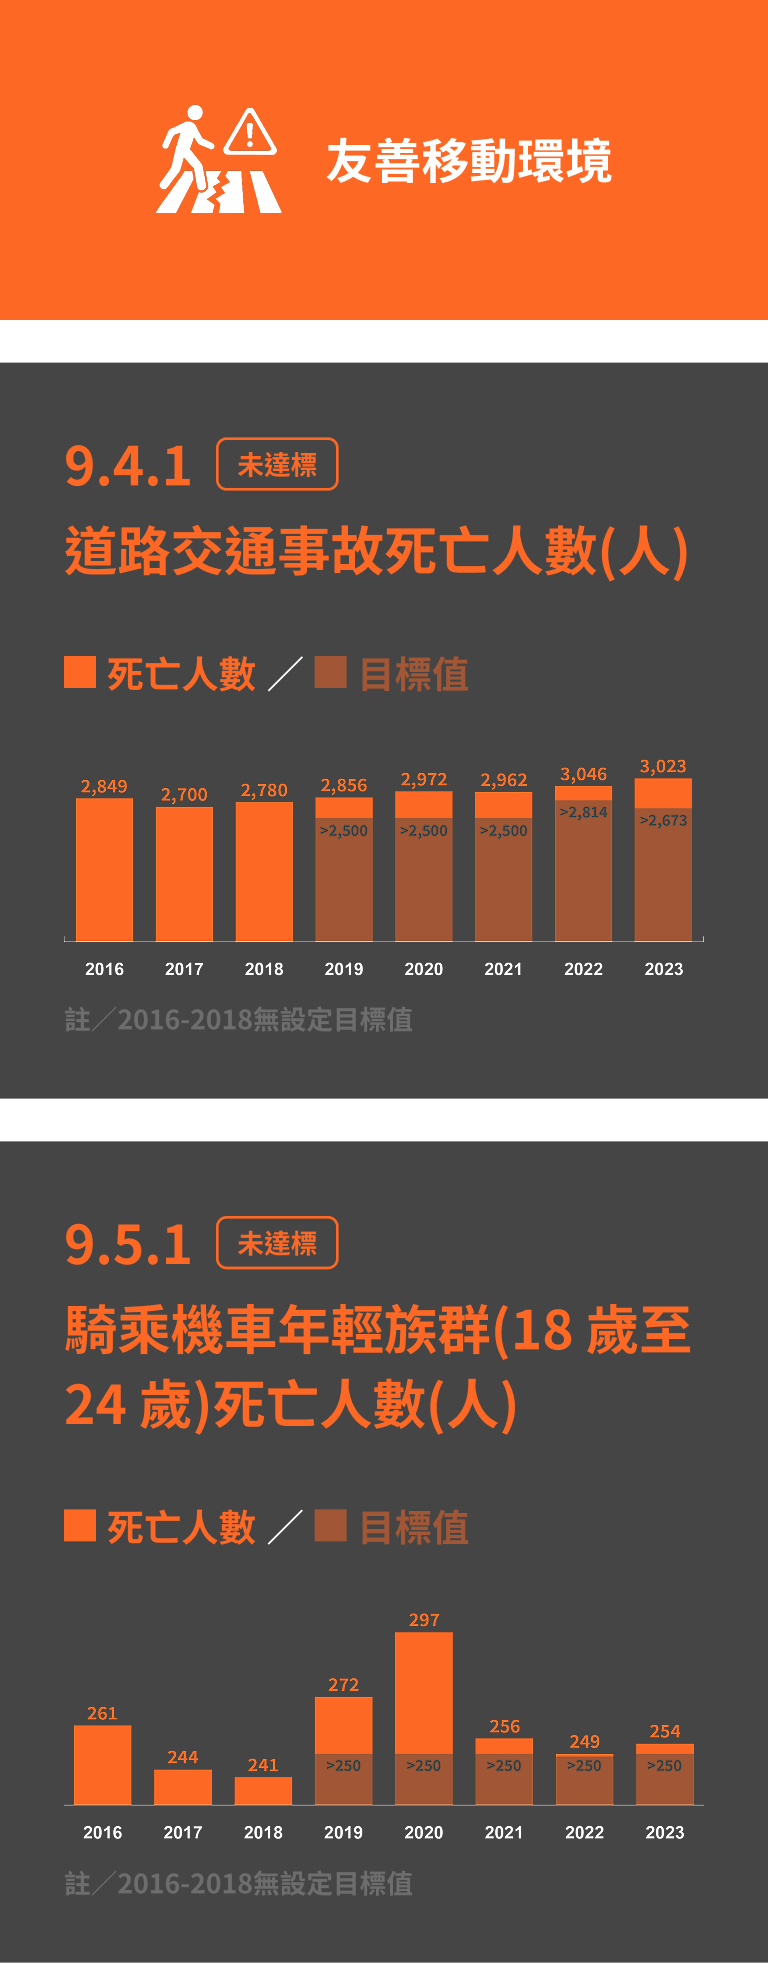 友善移動環境
9.4.1 未達標
道路交通事故死亡人數(人)
死亡人數／目標值
2,849 2,700 2,780 2,856 2,972 2,962 3,046 3,023
>2,500 >2,500 >2,500 >2,814 >2,673
2016 2017 2018 2019 2020 2021 2022 2023
註／2016-2018無設定目標值
9.5.1 未達標
騎乘機車年輕族群(18 歲至
24 歲)死亡人數(人)
死亡人數／目標值
261 244 241 272 297 256 249 254
>250 >250 >250 >250 >250
2016 2017 2018 2019 2020 2021 2022 2023
註／2016-2018無設定目標值